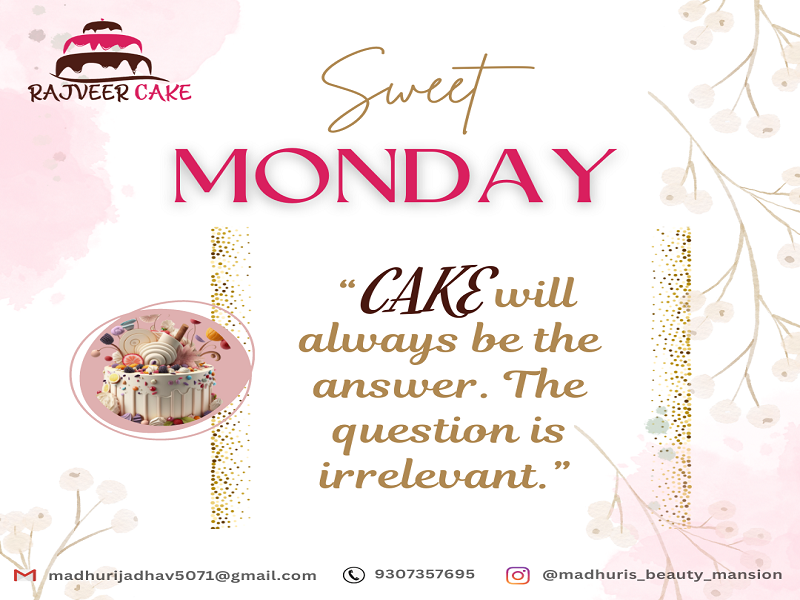 RAJVEER CAKE
Sweet
MONDAY
“CAKE will
always be the
answer. The
question is
irrelevant.”
madhurijadhav5071@gmail.com 9307357695 @madhuris_beauty_mansion